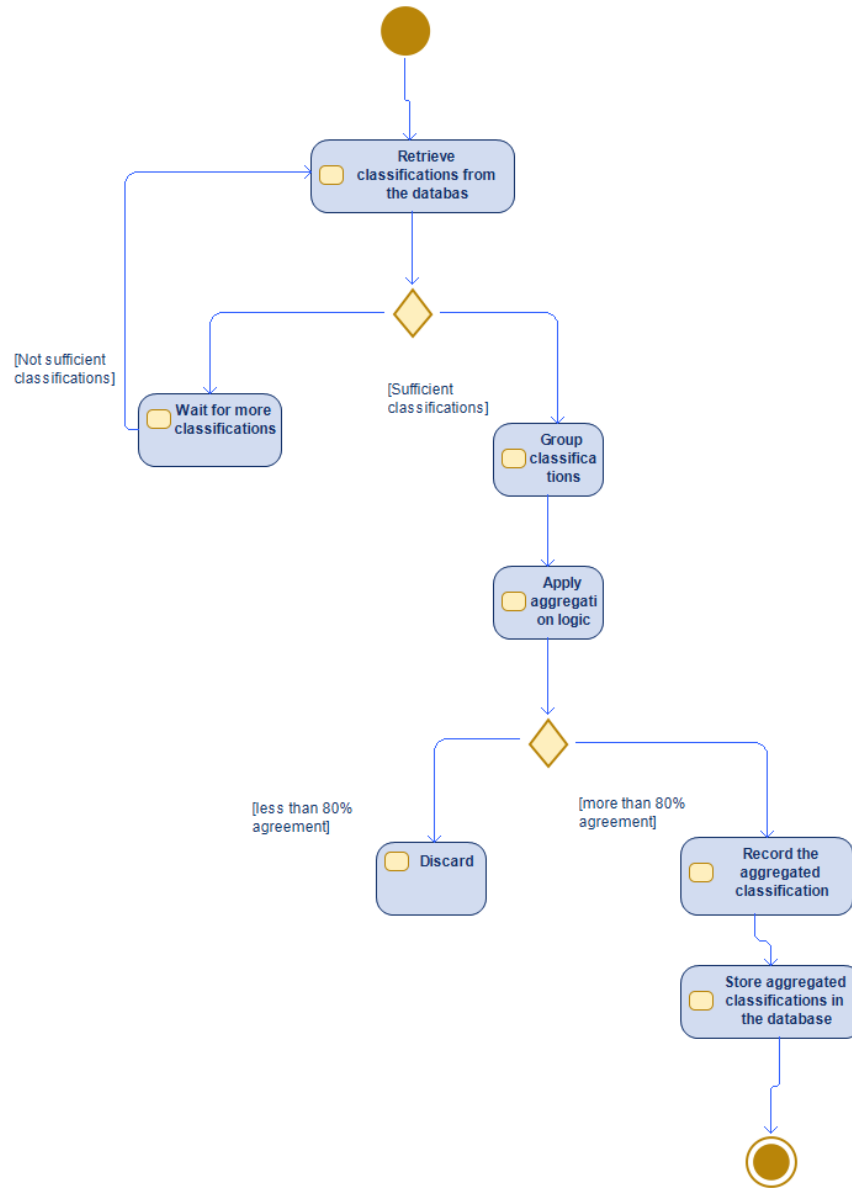 Retrieve
classifications from
the databas
[Not sufficient
classifications]
[Sufficient
classifications]
Wait for more
classifications
Group
classifica
tions
Apply
aggregati
on logic
[less than 80%
agreement]
[more than 80%
agreement]
Discard
Record the
aggregated
classification
Store aggregated
classifications in
the database